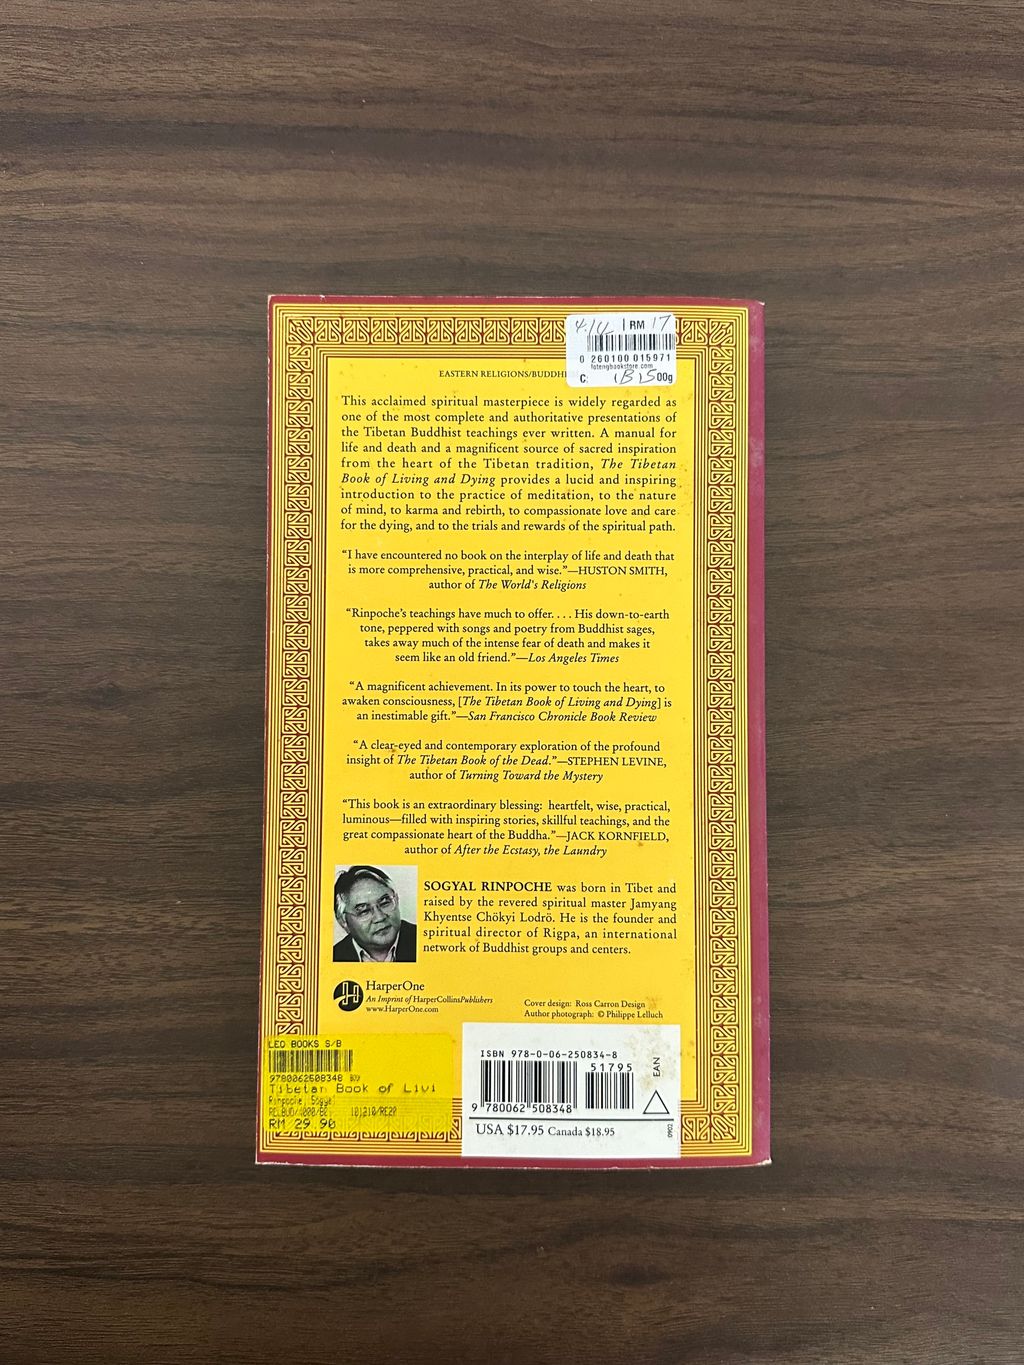 RM 17
0 260100 015971
fatengbookstore.com
C:
00g
EASTERN RELIGIONS/BUDDHI
This acclaimed spiritual masterpiece is widely regarded as
one of the most complete and authoritative presentations of
the Tibetan Buddhist teachings ever written. A manual for
life and death and a magnificent source of sacred inspiration
from the heart of the Tibetan tradition, The Tibetan
Book of Living and Dying provides a lucid and inspiring
introduction to the practice of meditation, to the nature
of mind, to karma and rebirth, to compassionate love and care
for the dying, and to the trials and rewards of the spiritual path.
“I have encountered no book on the interplay of life and death that
is more comprehensive, practical, and wise.”—HUSTON SMITH,
author of The World's Religions
“Rinpoche’s teachings have much to offer. . . . His down-to-earth
tone, peppered with songs and poetry from Buddhist sages,
takes away much of the intense fear of death and makes it
seem like an old friend.”—Los Angeles Times
“A magnificent achievement. In its power to touch the heart, to
awaken consciousness, [The Tibetan Book of Living and Dying] is
an inestimable gift.”—San Francisco Chronicle Book Review
“A clear-eyed and contemporary exploration of the profound
insight of The Tibetan Book of the Dead.”—STEPHEN LEVINE,
author of Turning Toward the Mystery
“This book is an extraordinary blessing: heartfelt, wise, practical,
luminous—filled with inspiring stories, skillful teachings, and the
great compassionate heart of the Buddha.”—JACK KORNFIELD,
author of After the Ecstasy, the Laundry
SOGYAL RINPOCHE was born in Tibet and
raised by the revered spiritual master Jamyang
Khyentse Chökyi Lodrö. He is the founder and
spiritual director of Rigpa, an international
network of Buddhist groups and centers.
HarperOne
An Imprint of HarperCollinsPublishers
www.HarperOne.com
Cover design: Ross Carron Design
Author photograph: © Philippe Lelluch
LEO BOOKS S/B
9780062508348
Tibetan Book of Livi
Rinpoche, Sogyal
RM 29.90
ISBN 978-0-06-250834-8
51795
EAN
9 780062 508348
USA $17.95 Canada $18.95
0902